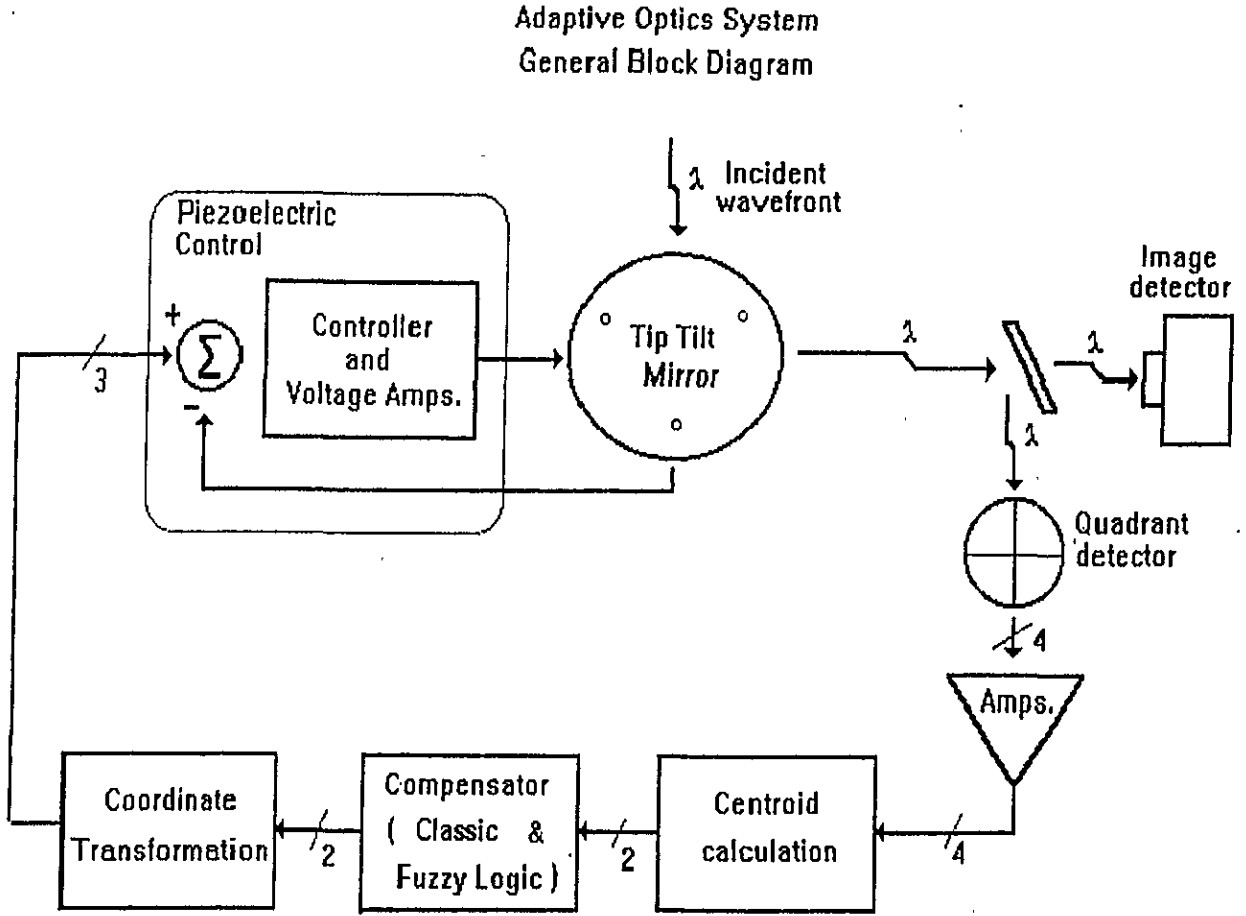 Adaptive Optics System
General Block Diagram
λ Incident
wavefront
Piezoelectric
Control
+
Σ
-
3
Controller
and
Voltage Amps.
Tip Tilt
Mirror
λ
λ
Image
detector
λ
Quadrant
detector
4
Amps.
Coordinate
Transformation
2
Compensator
( Classic &
Fuzzy Logic )
2
Centroid
calculation
4